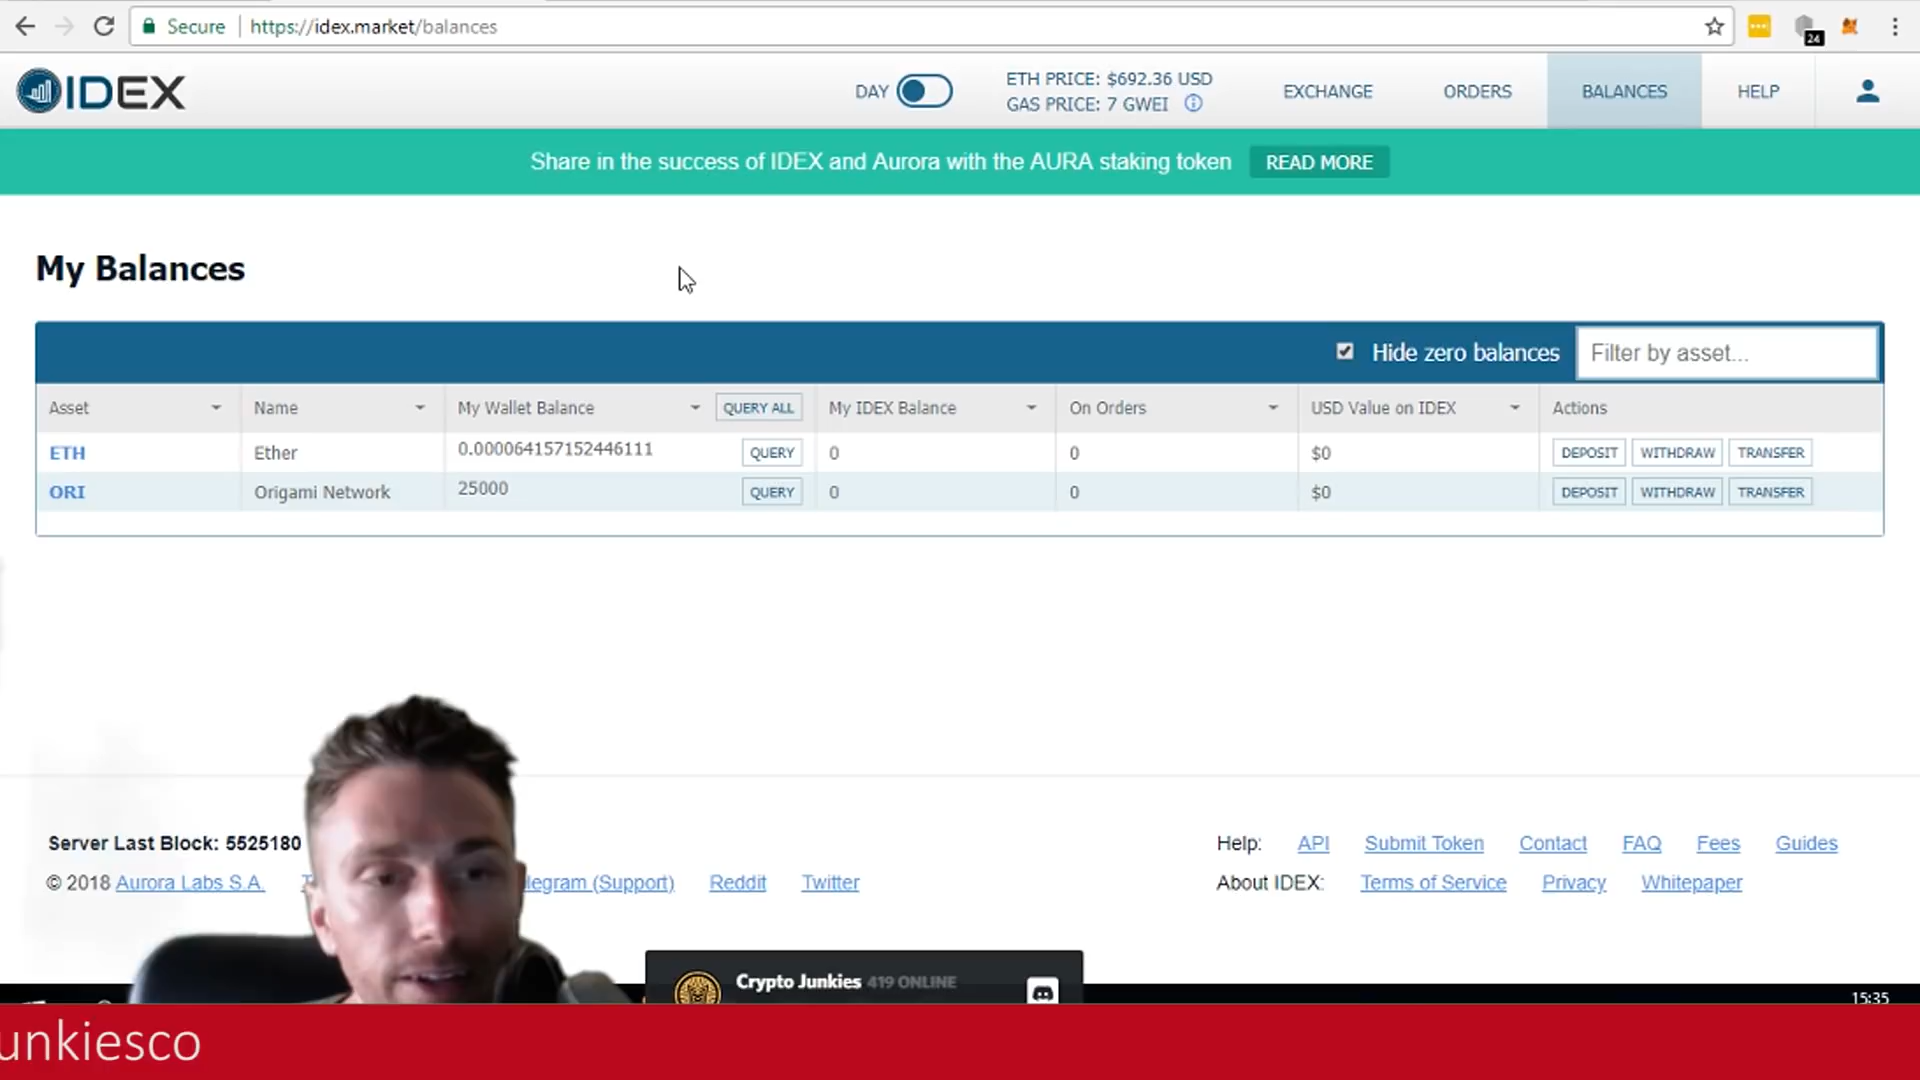 Secure
https://idex.market/balances
24
IDEX
DAY
ETH PRICE: $692.36 USD
GAS PRICE: 7 GWEI
EXCHANGE
ORDERS
BALANCES
HELP
Share in the success of IDEX and Aurora with the AURA staking token
READ MORE
My Balances
Hide zero balances
Filter by asset...
Asset Name My Wallet Balance QUERY ALL My IDEX Balance On Orders USD Value on IDEX Actions
ETH Ether 0.000064157152446111 QUERY 0 0 $0 DEPOSIT WITHDRAW TRANSFER
ORI Origami Network 25000 QUERY 0 0 $0 DEPOSIT WITHDRAW TRANSFER
Server Last Block: 5525180
Help: API Submit Token Contact FAQ Fees Guides
© 2018 Aurora Labs S.A. legram (Support) Reddit Twitter
About IDEX: Terms of Service Privacy Whitepaper
Crypto Junkies 419 ONLINE
15:35
unkiesco